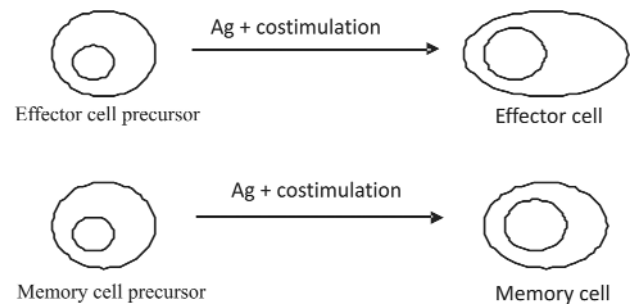 Ag + costimulation
Effector cell precursor
Effector cell
Ag + costimulation
Memory cell precursor
Memory cell